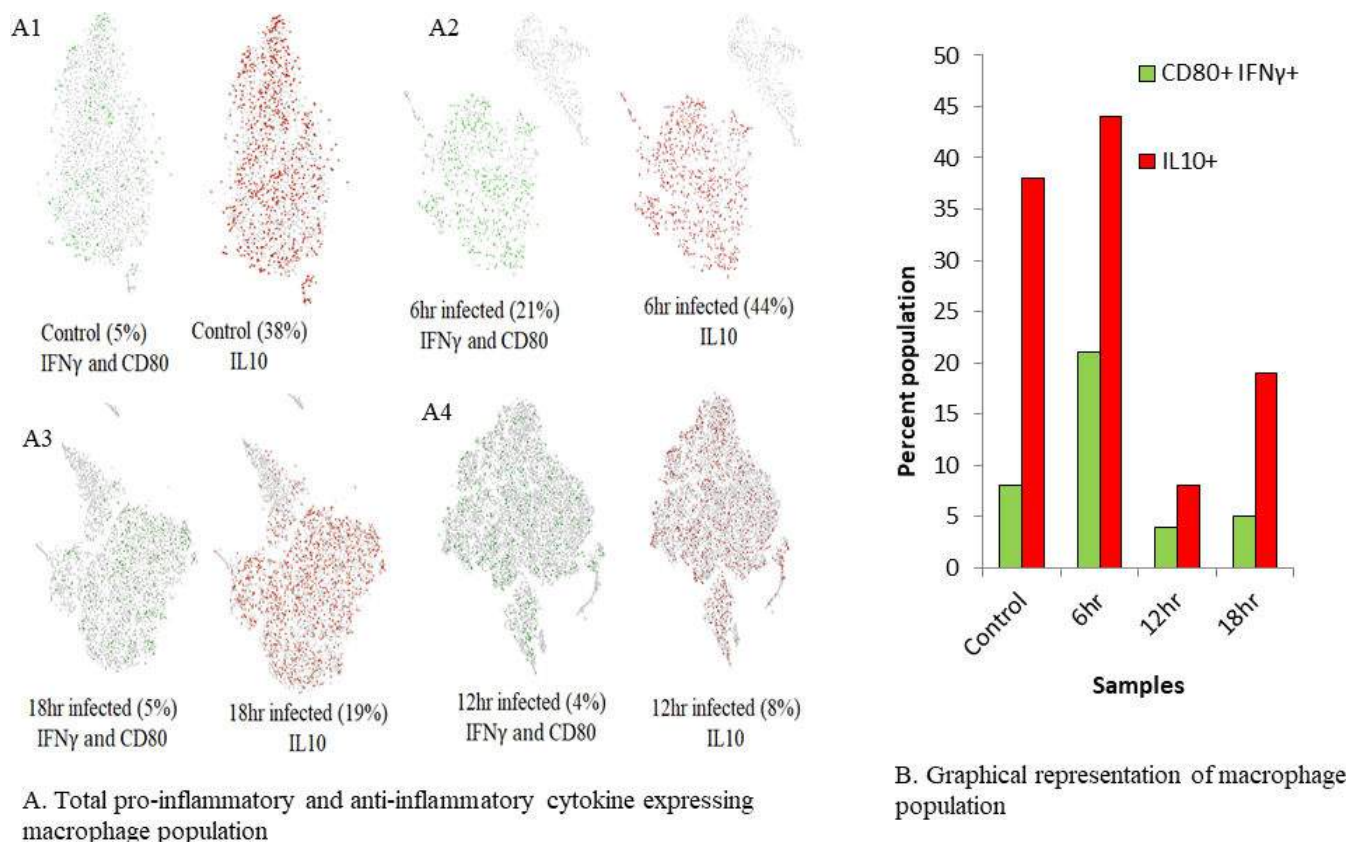 A1
Control (5%)
IFNγ and CD80
Control (38%)
IL10
A2
6hr infected (21%)
IFNγ and CD80
6hr infected (44%)
IL10
A3
18hr infected (5%)
IFNγ and CD80
18hr infected (19%)
IL10
A4
12hr infected (4%)
IFNγ and CD80
12hr infected (8%)
IL10
A. Total pro-inflammatory and anti-inflammatory cytokine expressing
macrophage population
50
45
40
35
30
25
20
15
10
5
0
Percent population
CD80+ IFNγ+
IL10+
Control
6hr
12hr
18hr
Samples
B. Graphical representation of macrophage
population